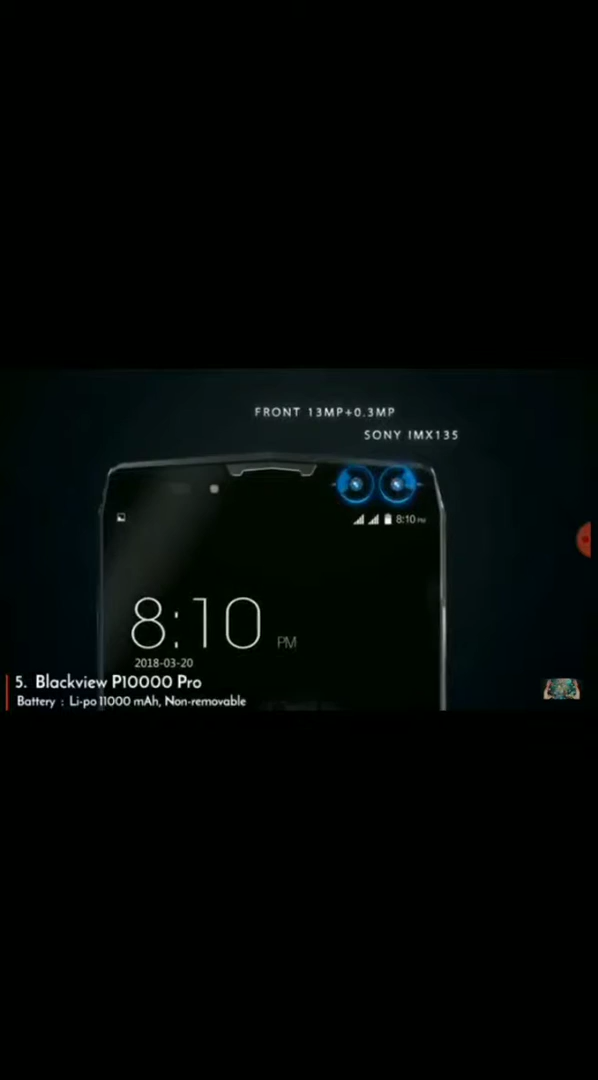 FRONT 13MP+0.3MP
SONY IMX135
8:10 PM
8:10 PM
2018-03-20
5. Blackview P10000 Pro
Battery : Li-po 11000 mAh, Non-removable